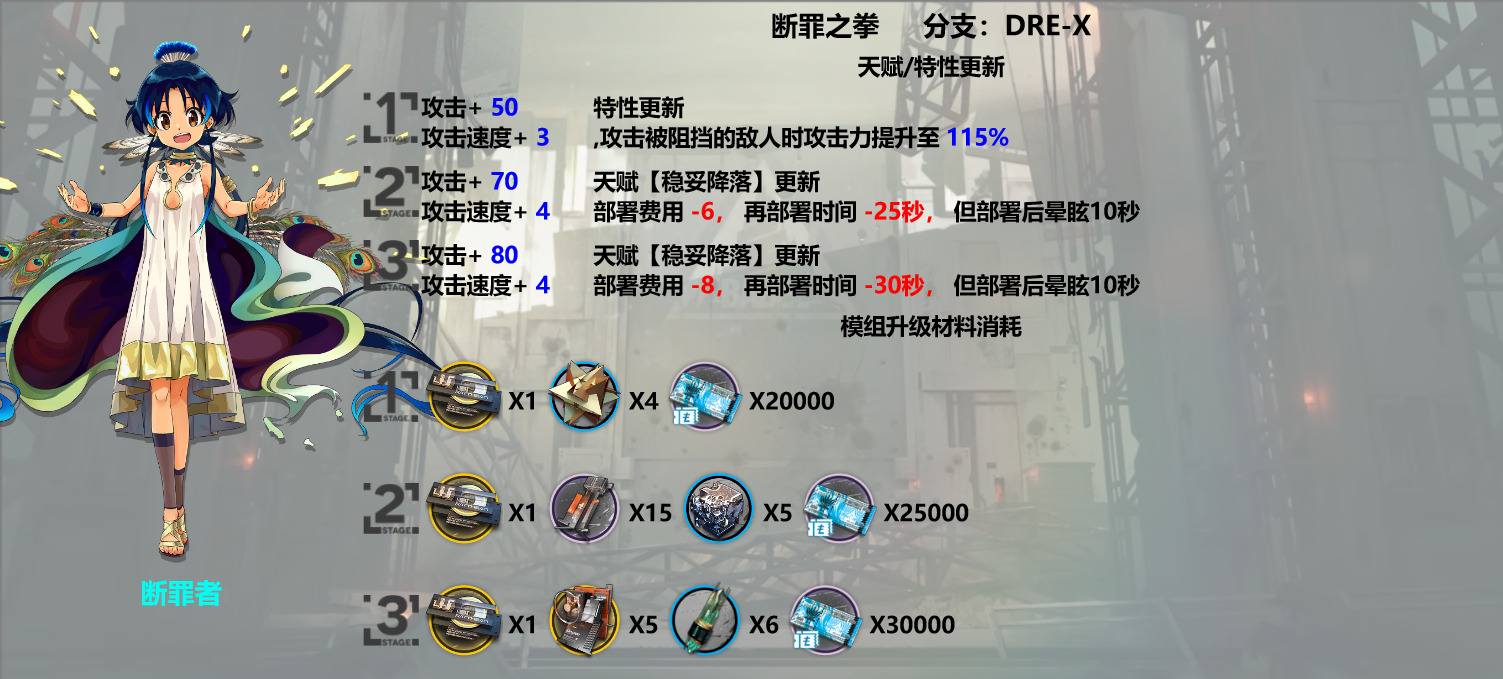 断罪之拳 分支：DRE-X
天赋/特性更新
1 STAGE
攻击+ 50 特性更新
攻击速度+ 3 ,攻击被阻挡的敌人时攻击力提升至 115%
2 STAGE
攻击+ 70 天赋【稳妥降落】更新
攻击速度+ 4 部署费用 -6， 再部署时间 -25秒， 但部署后晕眩10秒
3 STAGE
攻击+ 80 天赋【稳妥降落】更新
攻击速度+ 4 部署费用 -8， 再部署时间 -30秒， 但部署后晕眩10秒
模组升级材料消耗
1 STAGE X1 X4 X20000
2 STAGE X1 X15 X5 X25000
断罪者
3 STAGE X1 X5 X6 X30000